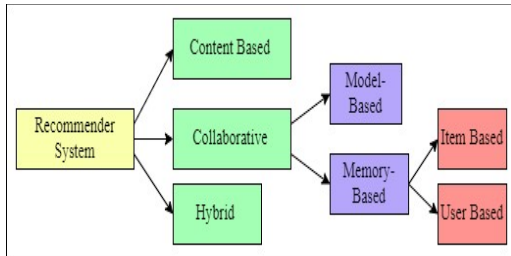 Content Based
Recommender
System
Collaborative
Hybrid
Model-
Based
Memory-
Based
Item Based
User Based